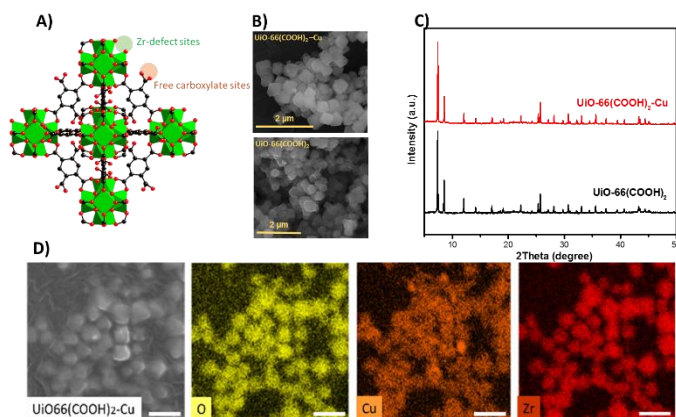 A)
Zr-defect sites
Free carboxylate sites
B)
UiO-66(COOH)2–Cu
2 μm
UiO-66(COOH)2
2 μm
C)
Intensity (a.u.)
UiO-66(COOH)2-Cu
UiO-66(COOH)2
5 10 20 30 40 50
2Theta (degree)
D)
UiO66(COOH)2-Cu
O
Cu
Zr